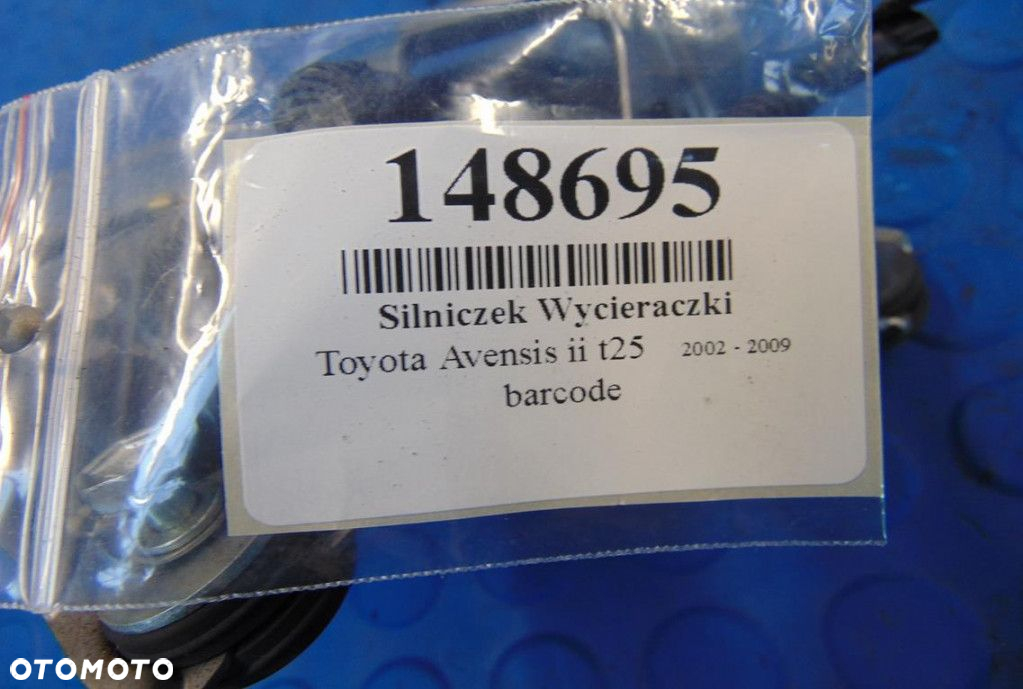 148695
Silniczek Wycieraczki
Toyota Avensis ii t25 2002 - 2009
barcode
OTOMOTO